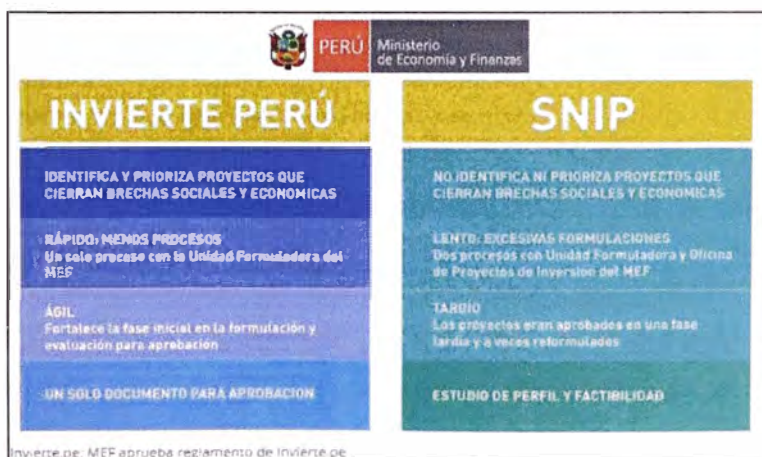 PERÚ
Ministerio
de Economía y Finanzas
INVIERTE PERÚ
IDENTIFICA Y PRIORIZA PROYECTOS QUE
CIERRAN BRECHAS SOCIALES Y ECONOMICAS
RÁPIDO: MENOS PROCESOS
Un solo proceso con la Unidad Formuladora del
MEF
ÁGIL
Fortalece la fase inicial en la formulación y
evaluación para aprobacion
UN SOLO DOCUMENTO PARA APROBACION
SNIP
NO IDENTIFICA NI PRIORIZA PROYECTOS QUE
CIERRAN BRECHAS SOCIALES Y ECONOMICAS
LENTO: EXCESIVAS FORMULACIONES
Dos procesos con Unidad Formuladora y Oficina
de Proyectos de Inversion del MEF
TARDÍO
Los proyectos eran aprobados en una fase
tardia y a veces reformulados
ESTUDIO DE PERFIL Y FACTIBILIDAD
Invierte.pe: MEF aprueba reglamento de Invierte.pe